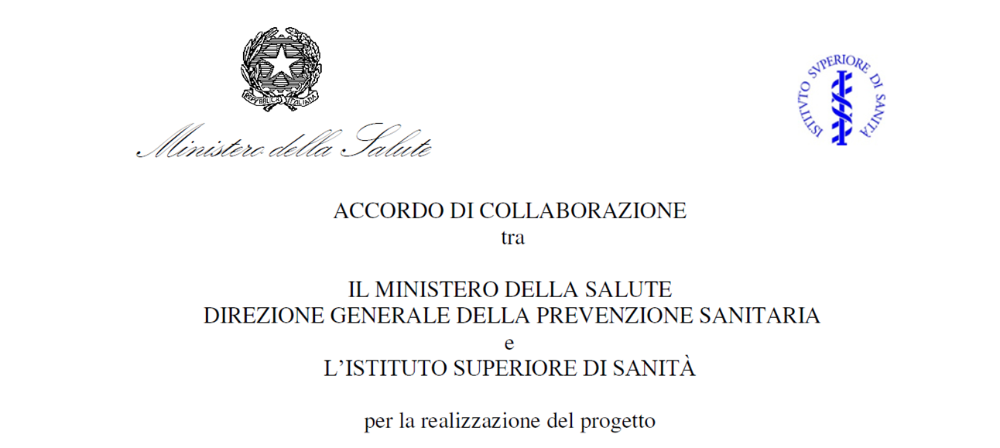 REPVBBLICA ITALIANA
ISTITVTO SVPERIORE DI SANITÀ
Ministero della Salute
ACCORDO DI COLLABORAZIONE
tra
IL MINISTERO DELLA SALUTE
DIREZIONE GENERALE DELLA PREVENZIONE SANITARIA
e
L’ISTITUTO SUPERIORE DI SANITÀ
per la realizzazione del progetto